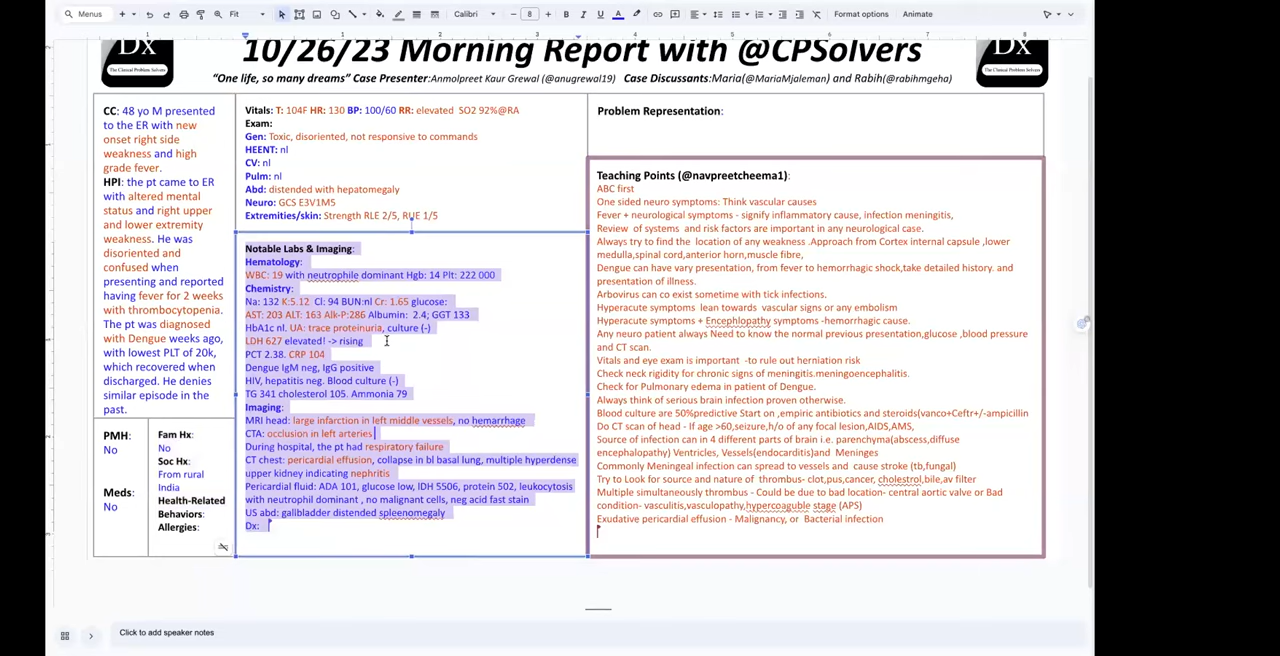 Menus
Fit
Calibri
8
B
I
U
A
Format options
Animate
1
2
3
4
5
6
7
8
Dx
The Clinical Problem Solvers
10/26/23 Morning Report with @CPSolvers
Dx
The Clinical Problem Solvers
"One life, so many dreams" Case Presenter:Anmolpreet Kaur Grewal (@anugrewal19) Case Discussants:Maria(@MariaMjaleman) and Rabih(@rabihmgeha)
CC: 48 yo M presented
to the ER with new
onset right side
weakness and high
grade fever.
HPI: the pt came to ER
with altered mental
status and right upper
and lower extremity
weakness. He was
disoriented and
confused when
presenting and reported
having fever for 2 weeks
with thrombocytopenia.
The pt was diagnosed
with Dengue weeks ago,
with lowest PLT of 20k,
which recovered when
discharged. He denies
similar episode in the
past.
PMH:
No
Meds:
No
Fam Hx:
No
Soc Hx:
From rural
India
Health-Related
Behaviors:
Allergies:
Vitals: T: 104F HR: 130 BP: 100/60 RR: elevated SO2 92%@RA
Exam:
Gen: Toxic, disoriented, not responsive to commands
HEENT: nl
CV: nl
Pulm: nl
Abd: distended with hepatomegaly
Neuro: GCS E3V1M5
Extremities/skin: Strength RLE 2/5, RUE 1/5
Notable Labs & Imaging:
Hematology:
WBC: 19 with neutrophile dominant Hgb: 14 Plt: 222 000
Chemistry:
Na: 132 K:5.12 Cl: 94 BUN:nl Cr: 1.65 glucose:
AST: 203 ALT: 163 Alk-P:286 Albumin: 2.4; GGT 133
HbA1c nl. UA: trace proteinuria, culture (-)
LDH 627 elevated! -> rising
PCT 2.38. CRP 104
Dengue IgM neg, IgG positive
HIV, hepatitis neg. Blood culture (-)
TG 341 cholesterol 105. Ammonia 79
Imaging:
MRI head: large infarction in left middle vessels, no hemarrhage
CTA: occlusion in left arteries
During hospital, the pt had respiratory failure
CT chest: pericardial effusion, collapse in bl basal lung, multiple hyperdense
upper kidney indicating nephritis
Pericardial fluid: ADA 101, glucose low, lDH 5506, protein 502, leukocytosis
with neutrophil dominant , no malignant cells, neg acid fast stain
US abd: gallbladder distended spleenomegaly
Dx:
Problem Representation:
Teaching Points (@navpreetcheema1):
ABC first
One sided neuro symptoms: Think vascular causes
Fever + neurological symptoms - signify inflammatory cause, infection meningitis,
Review of systems and risk factors are important in any neurological case.
Always try to find the location of any weakness .Approach from Cortex internal capsule ,lower
medulla,spinal cord,anterior horn,muscle fibre,
Dengue can have vary presentation, from fever to hemorrhagic shock,take detailed history. and
presentation of illness.
Arbovirus can co exist sometime with tick infections.
Hyperacute symptoms lean towards vascular signs or any embolism
Hyperacute symptoms + Encephlopathy symptoms -hemorrhagic cause.
Any neuro patient always Need to know the normal previous presentation,glucose ,blood pressure
and CT scan.
Vitals and eye exam is important -to rule out herniation risk
Check neck rigidity for chronic signs of meningitis.meningoencephalitis.
Check for Pulmonary edema in patient of Dengue.
Always think of serious brain infection proven otherwise.
Blood culture are 50%predictive Start on ,empiric antibiotics and steroids(vanco+Ceftr+/-ampicillin
Do CT scan of head - If age >60,seizure,h/o of any focal lesion,AIDS,AMS,
Source of infection can in 4 different parts of brain i.e. parenchyma(abscess,diffuse
encephalopathy) Ventricles, Vessels(endocarditis)and Meninges
Commonly Meningeal infection can spread to vessels and cause stroke (tb,fungal)
Try to Look for source and nature of thrombus- clot,pus,cancer, cholestrol,bile,av filter
Multiple simultaneously thrombus - Could be due to bad location- central aortic valve or Bad
condition- vasculitis,vasculopathy,hypercoaguble stage (APS)
Exudative pericardial effusion - Malignancy, or Bacterial infection
Click to add speaker notes